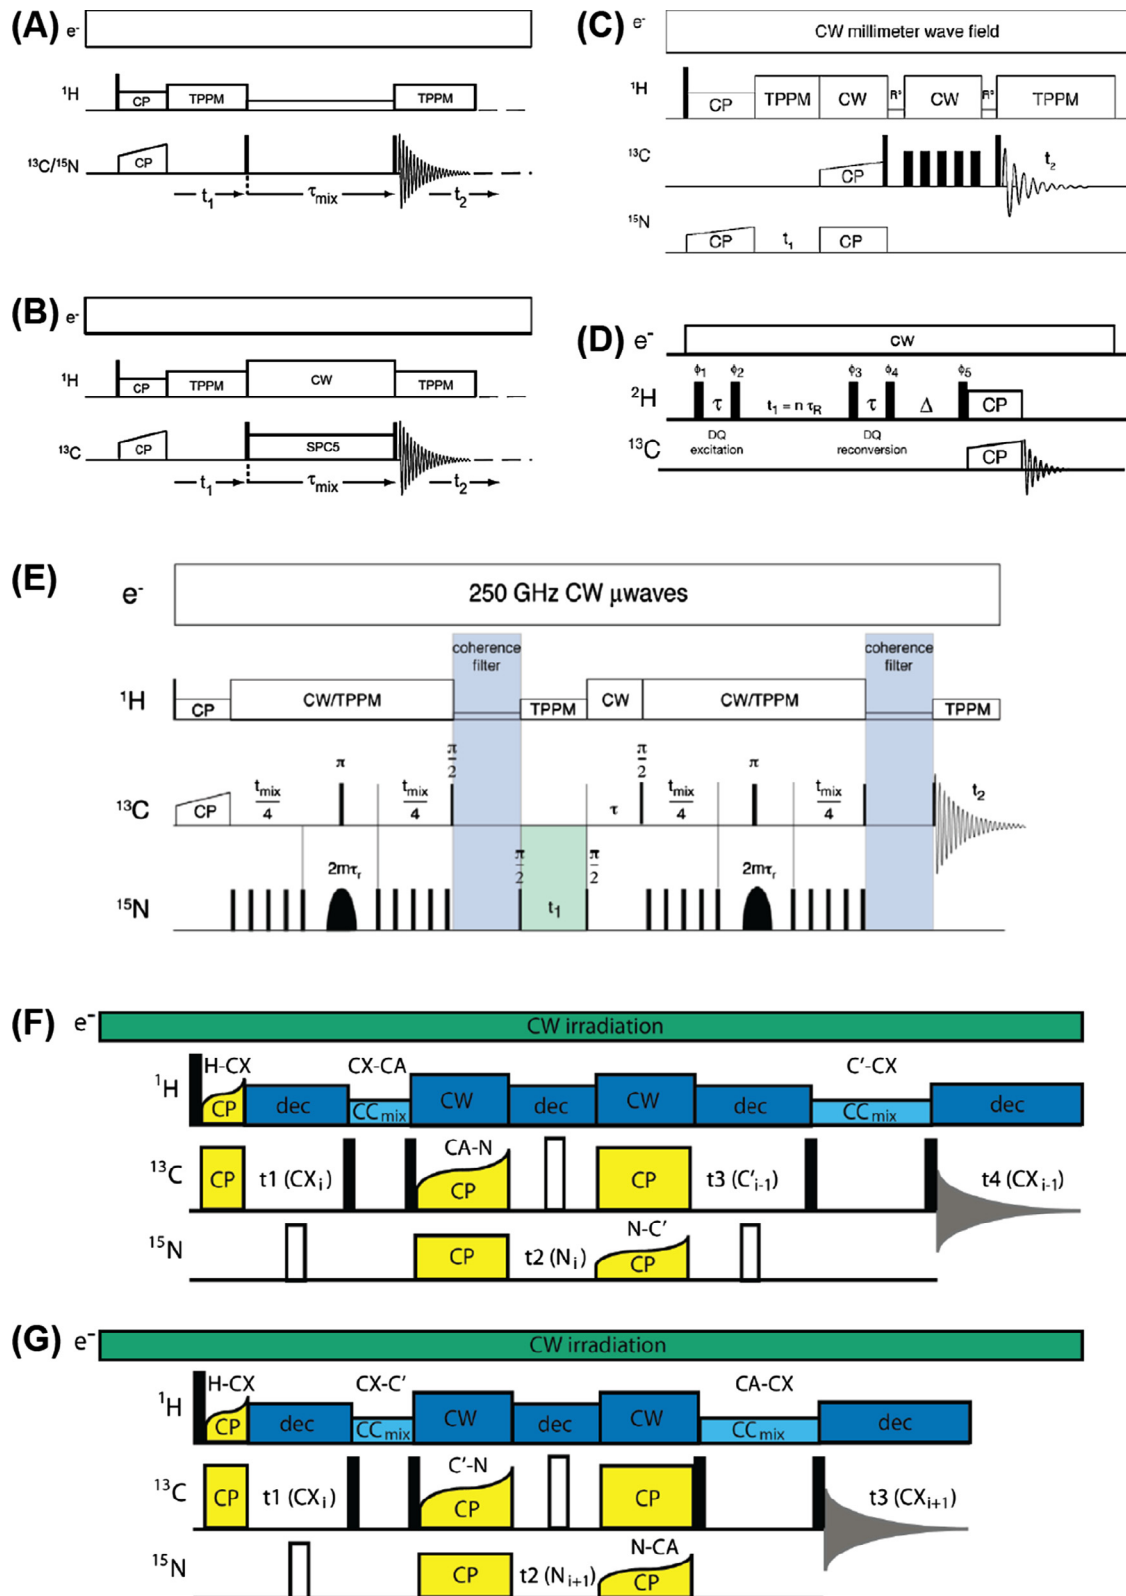 (A) e-
1H CP TPPM TPPM
13C/15N CP
t1 τmix t2
(B) e-
1H CP TPPM CW TPPM
13C CP SPC5
t1 τmix t2
(C) e- CW millimeter wave field
1H CP TPPM CW R³ CW R³ TPPM
13C CP t2
15N CP t1 CP
(D) e- CW
ϕ1 ϕ2 ϕ3 ϕ4 ϕ5
2H τ t1 = n τR τ Δ CP
DQ excitation DQ reconversion
13C CP
(E) e- 250 GHz CW μwaves
coherence filter coherence filter
1H CP CW/TPPM TPPM CW CW/TPPM TPPM
π π/2 π/2 π
13C CP tmix/4 tmix/4 τ tmix/4 tmix/4 t2
2mτr π/2 π/2 2mτr
15N t1
(F) e- CW irradiation
H-CX CX-CA C'-CX
1H CP dec CCmix CW dec CW dec CCmix dec
CA-N
13C CP t1 (CXi) CP CP t3 (C'i-1) t4 (CXi-1)
N-C'
15N CP t2 (Ni) CP
(G) e- CW irradiation
H-CX CX-C' CA-CX
1H CP dec CCmix CW dec CW CCmix dec
C'-N
13C CP t1 (CXi) CP CP t3 (CXi+1)
N-CA
15N CP t2 (Ni+1) CP